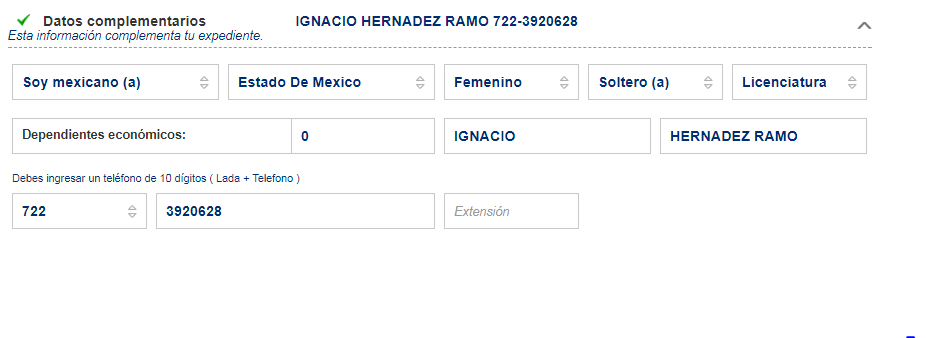 Datos complementarios IGNACIO HERNADEZ RAMO 722-3920628
Esta información complementa tu expediente.
Soy mexicano (a) Estado De Mexico Femenino Soltero (a) Licenciatura
Dependientes económicos: 0 IGNACIO HERNADEZ RAMO
Debes ingresar un teléfono de 10 dígitos ( Lada + Telefono )
722 3920628 Extensión